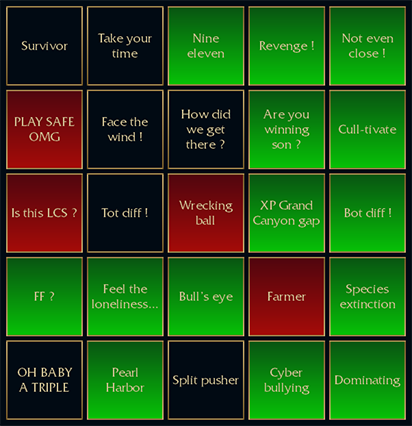 Survivor
Take your
time
Nine
eleven
Revenge !
Not even
close !
PLAY SAFE
OMG
Face the
wind !
How did
we get
there ?
Are you
winning
son ?
Cull-tivate
Is this LCS ?
Tot diff !
Wrecking
ball
XP Grand
Canyon gap
Bot diff !
FF ?
Feel the
loneliness...
Bull's eye
Farmer
Species
extinction
OH BABY
A TRIPLE
Pearl
Harbor
Split pusher
Cyber
bullying
Dominating